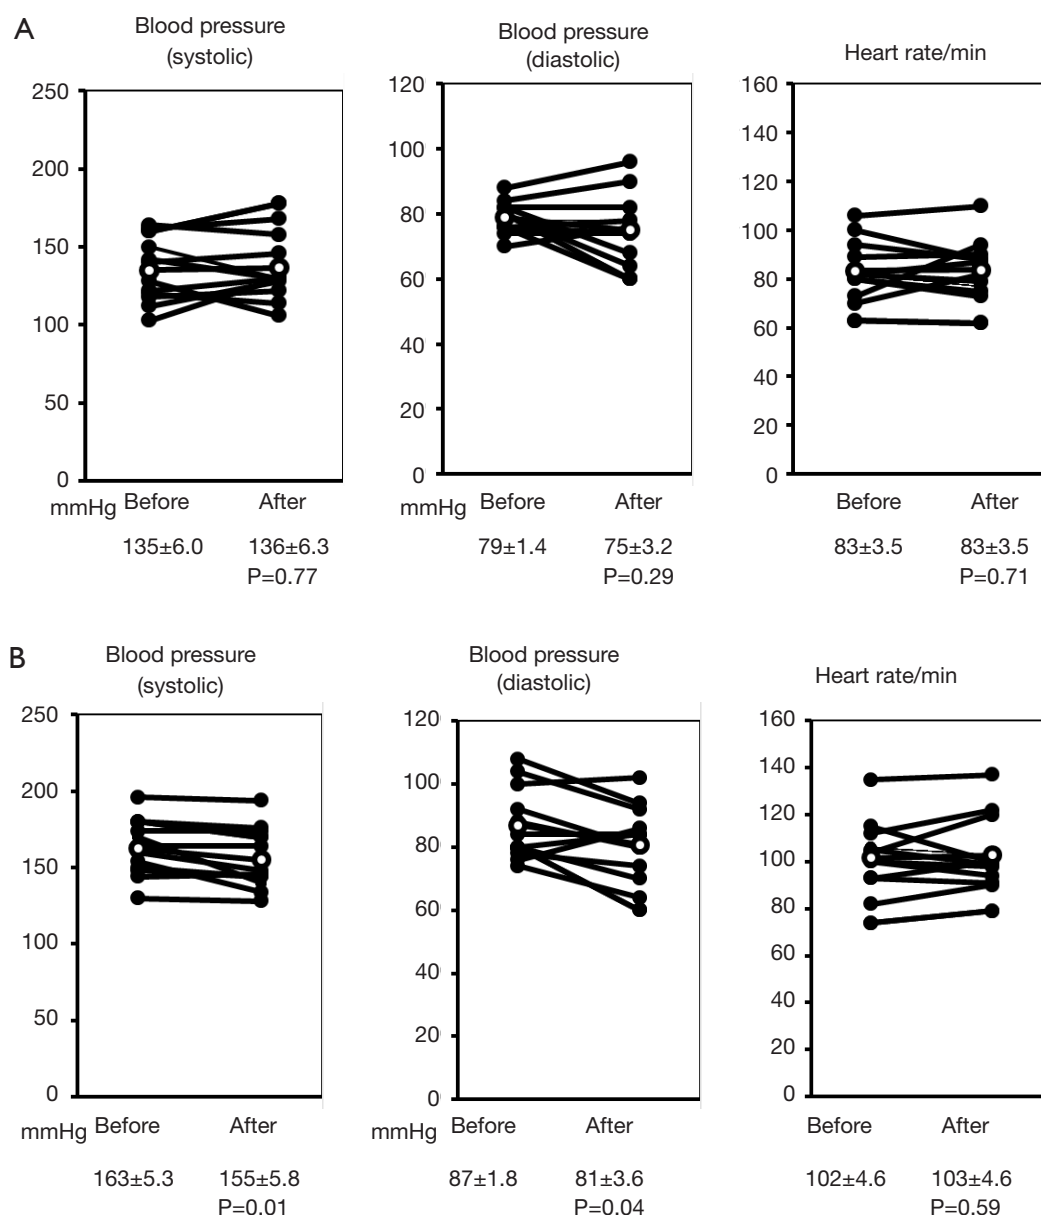 A
Blood pressure
(systolic)
250
200
150
100
50
0
mmHg Before After
135±6.0 136±6.3
P=0.77
Blood pressure
(diastolic)
120
100
80
60
40
20
0
mmHg Before After
79±1.4 75±3.2
P=0.29
Heart rate/min
160
140
120
100
80
60
40
20
0
Before After
83±3.5 83±3.5
P=0.71
B
Blood pressure
(systolic)
250
200
150
100
50
0
mmHg Before After
163±5.3 155±5.8
P=0.01
Blood pressure
(diastolic)
120
100
80
60
40
20
0
mmHg Before After
87±1.8 81±3.6
P=0.04
Heart rate/min
160
140
120
100
80
60
40
20
0
Before After
102±4.6 103±4.6
P=0.59